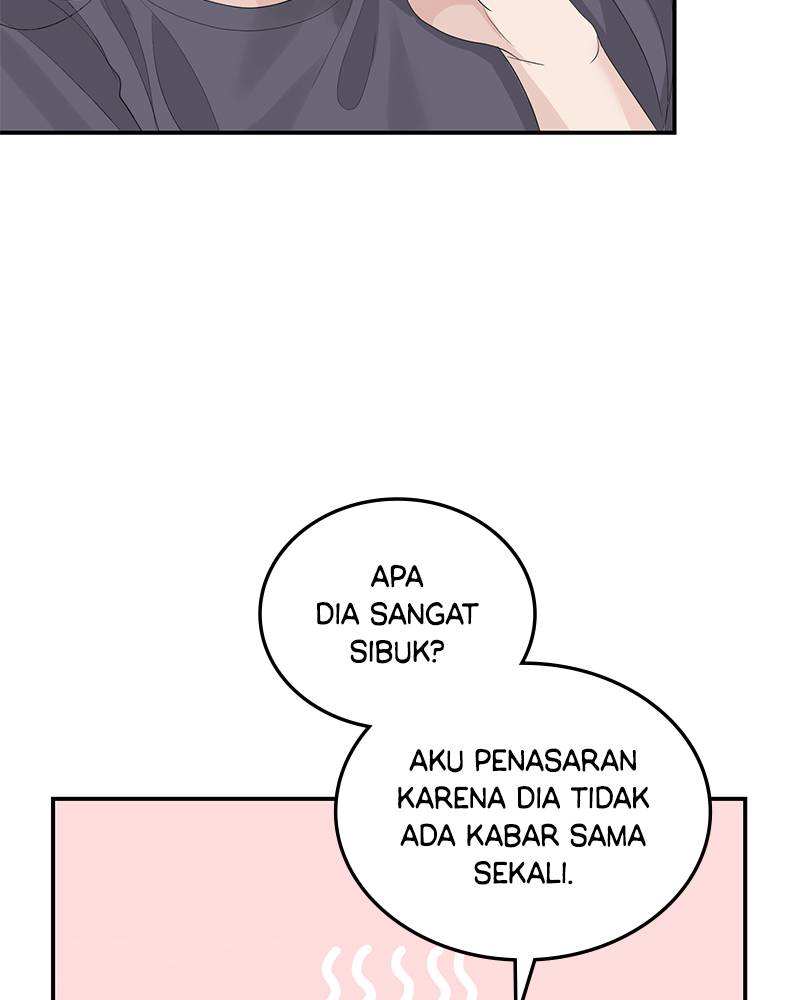 APA
DIA SANGAT
SIBUK?
AKU PENASARAN
KARENA DIA TIDAK
ADA KABAR SAMA
SEKALI.